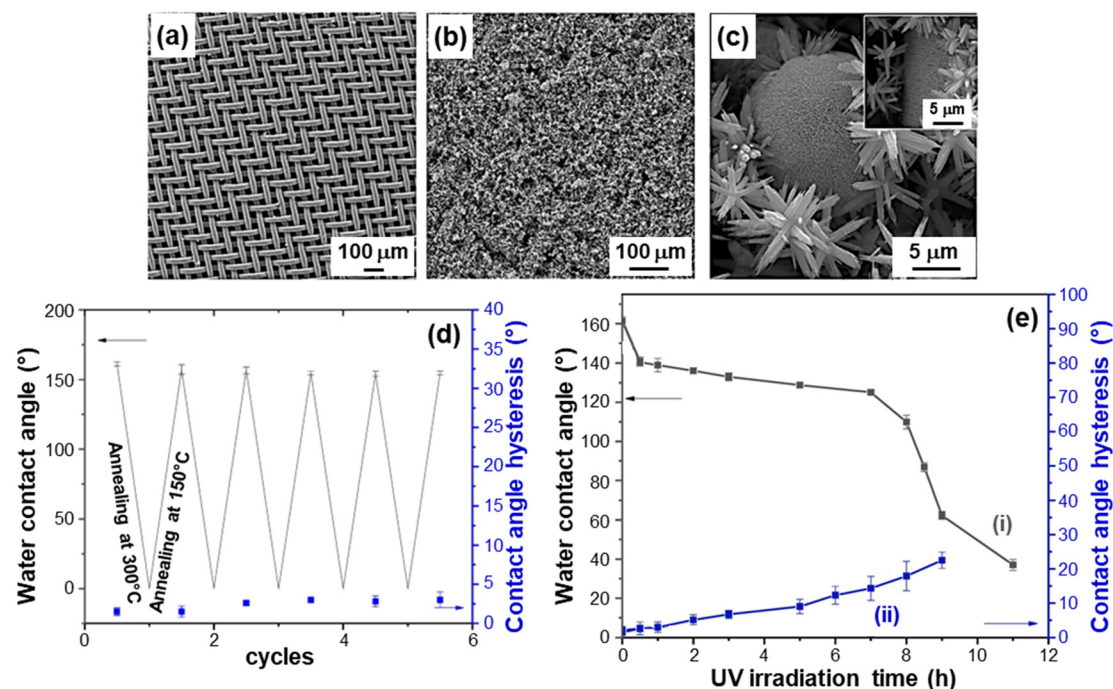 (a)
100 μm
(b)
100 μm
(c)
5 μm
5 μm
(d)
Water contact angle (°)
200
150
100
50
0
Annealing at 300°C
Annealing at 150°C
0
2
4
6
cycles
40
35
30
25
20
15
10
5
0
Contact angle hysteresis (°)
(e)
Water contact angle (°)
160
140
120
100
80
60
40
20
0
(i)
(ii)
0
2
4
6
8
10
12
UV irradiation time (h)
100
90
80
70
60
50
40
30
20
10
0
Contact angle hysteresis (°)